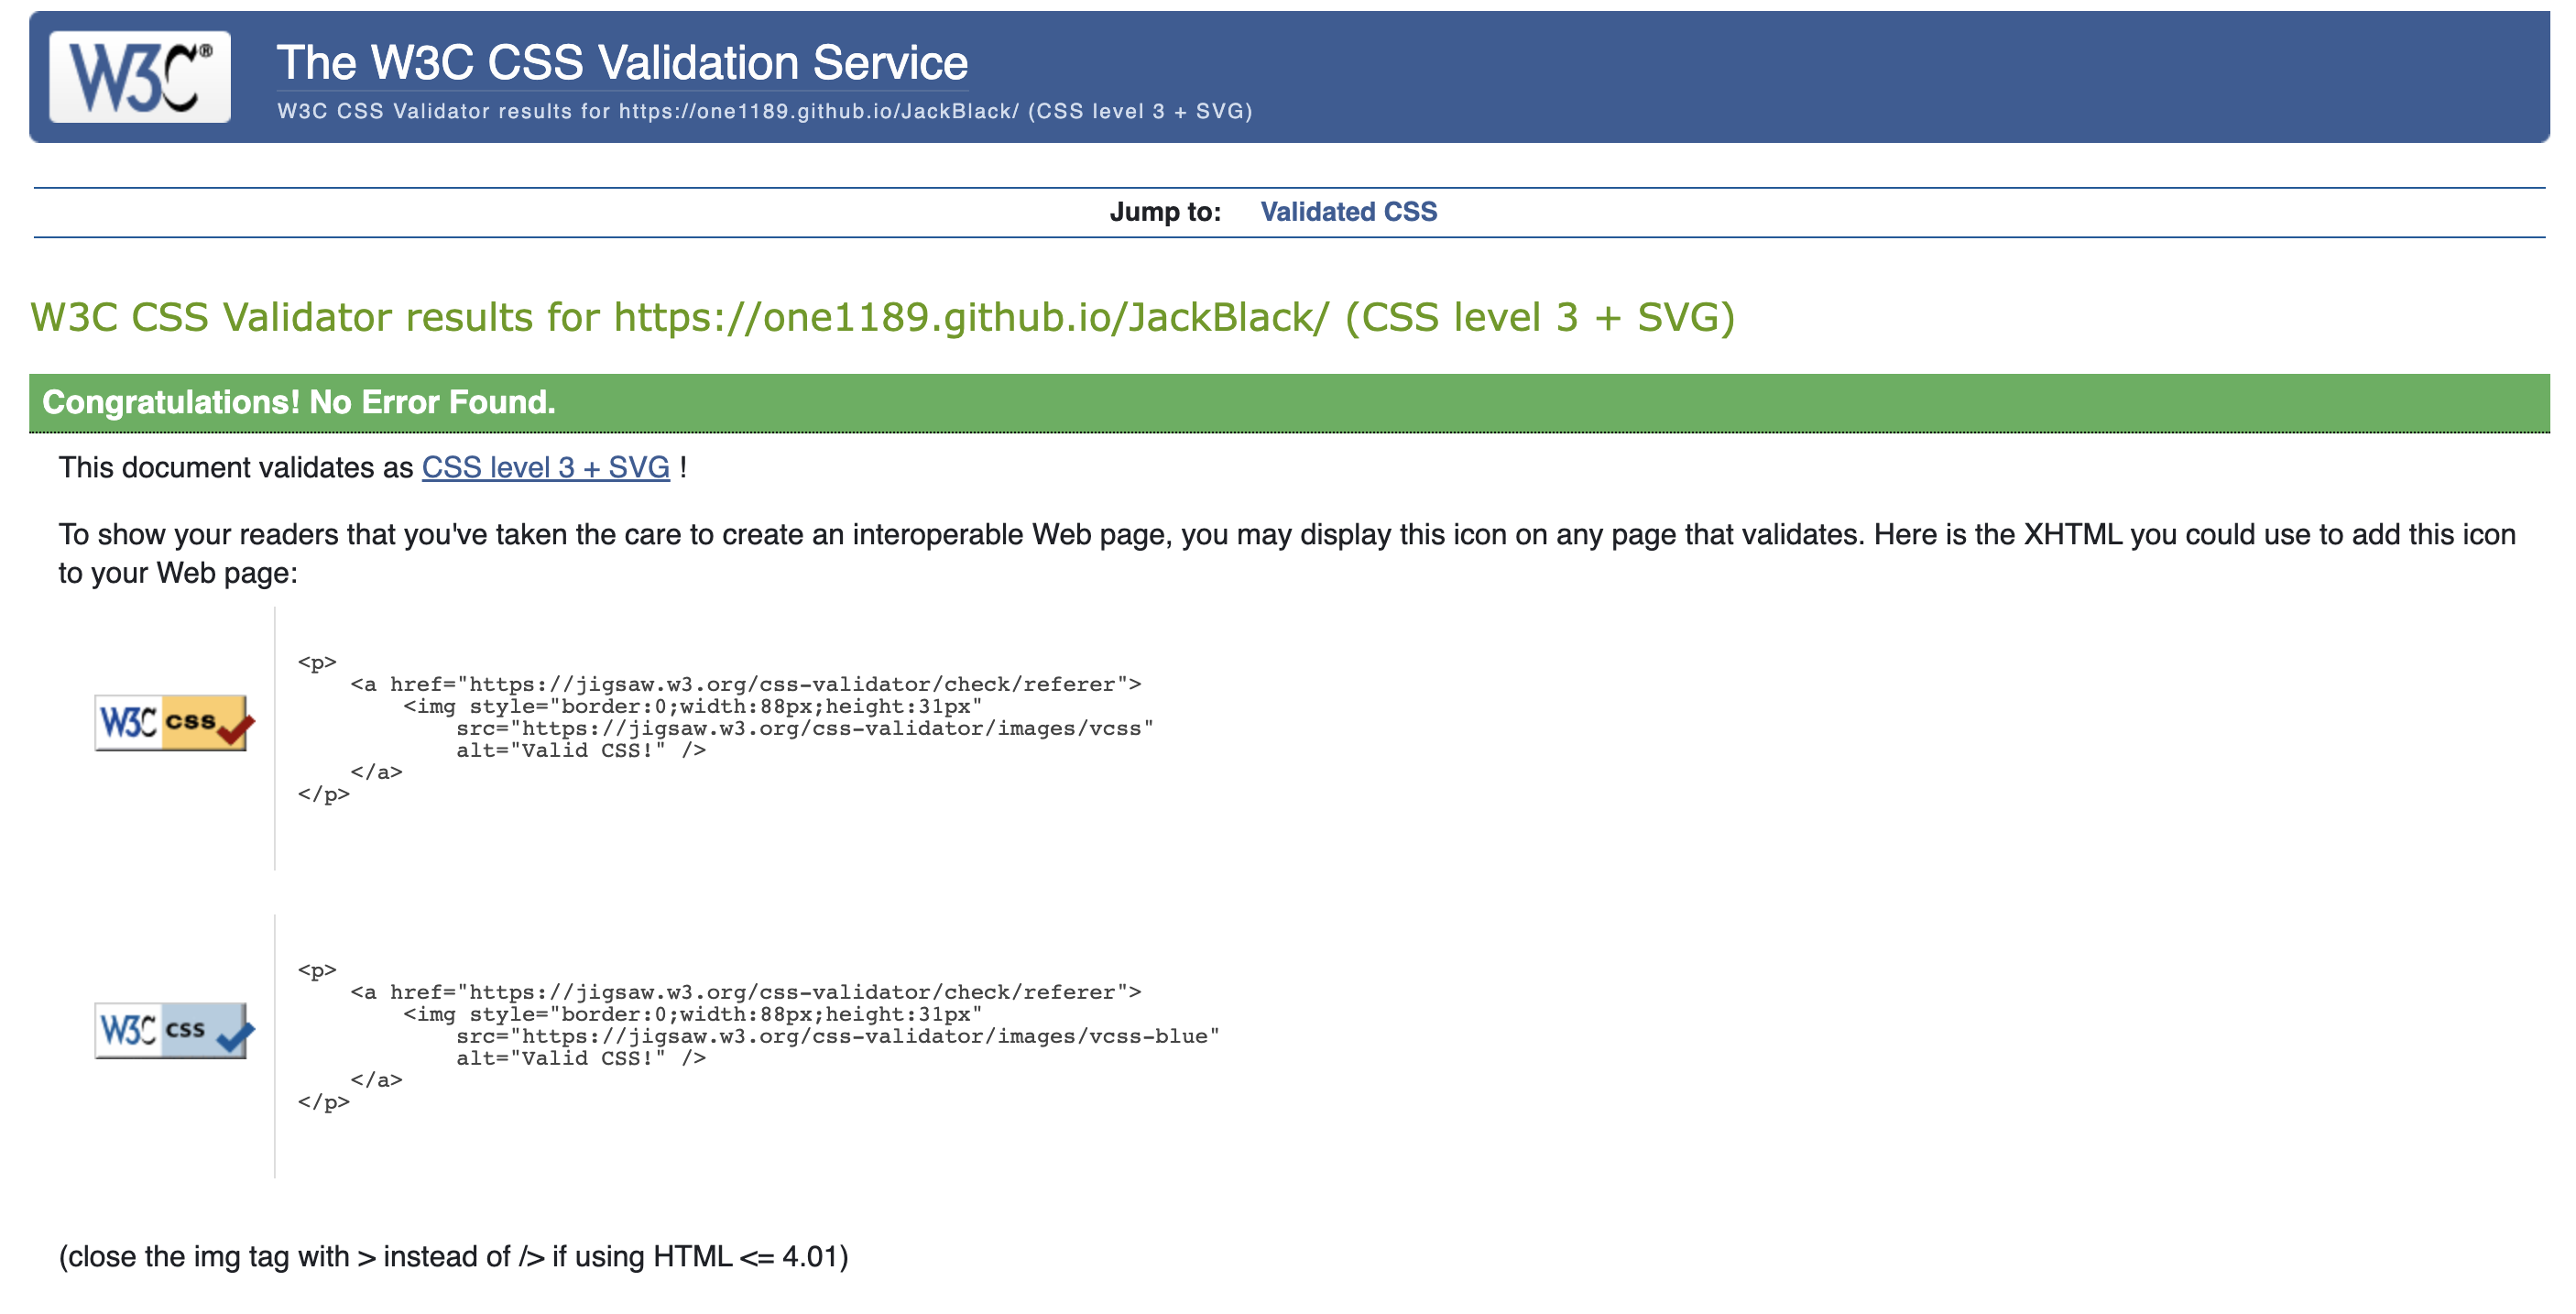 W3C®
The W3C CSS Validation Service
W3C CSS Validator results for https://one1189.github.io/JackBlack/ (CSS level 3 + SVG)
Jump to: Validated CSS
W3C CSS Validator results for https://one1189.github.io/JackBlack/ (CSS level 3 + SVG)
Congratulations! No Error Found.
This document validates as CSS level 3 + SVG !
To show your readers that you've taken the care to create an interoperable Web page, you may display this icon on any page that validates. Here is the XHTML you could use to add this icon
to your Web page:
W3C css
<p>
    <a href="https://jigsaw.w3.org/css-validator/check/referer">
        <img style="border:0;width:88px;height:31px"
            src="https://jigsaw.w3.org/css-validator/images/vcss"
            alt="Valid CSS!" />
    </a>
</p>
W3C css
<p>
    <a href="https://jigsaw.w3.org/css-validator/check/referer">
        <img style="border:0;width:88px;height:31px"
            src="https://jigsaw.w3.org/css-validator/images/vcss-blue"
            alt="Valid CSS!" />
    </a>
</p>
(close the img tag with > instead of /> if using HTML <= 4.01)